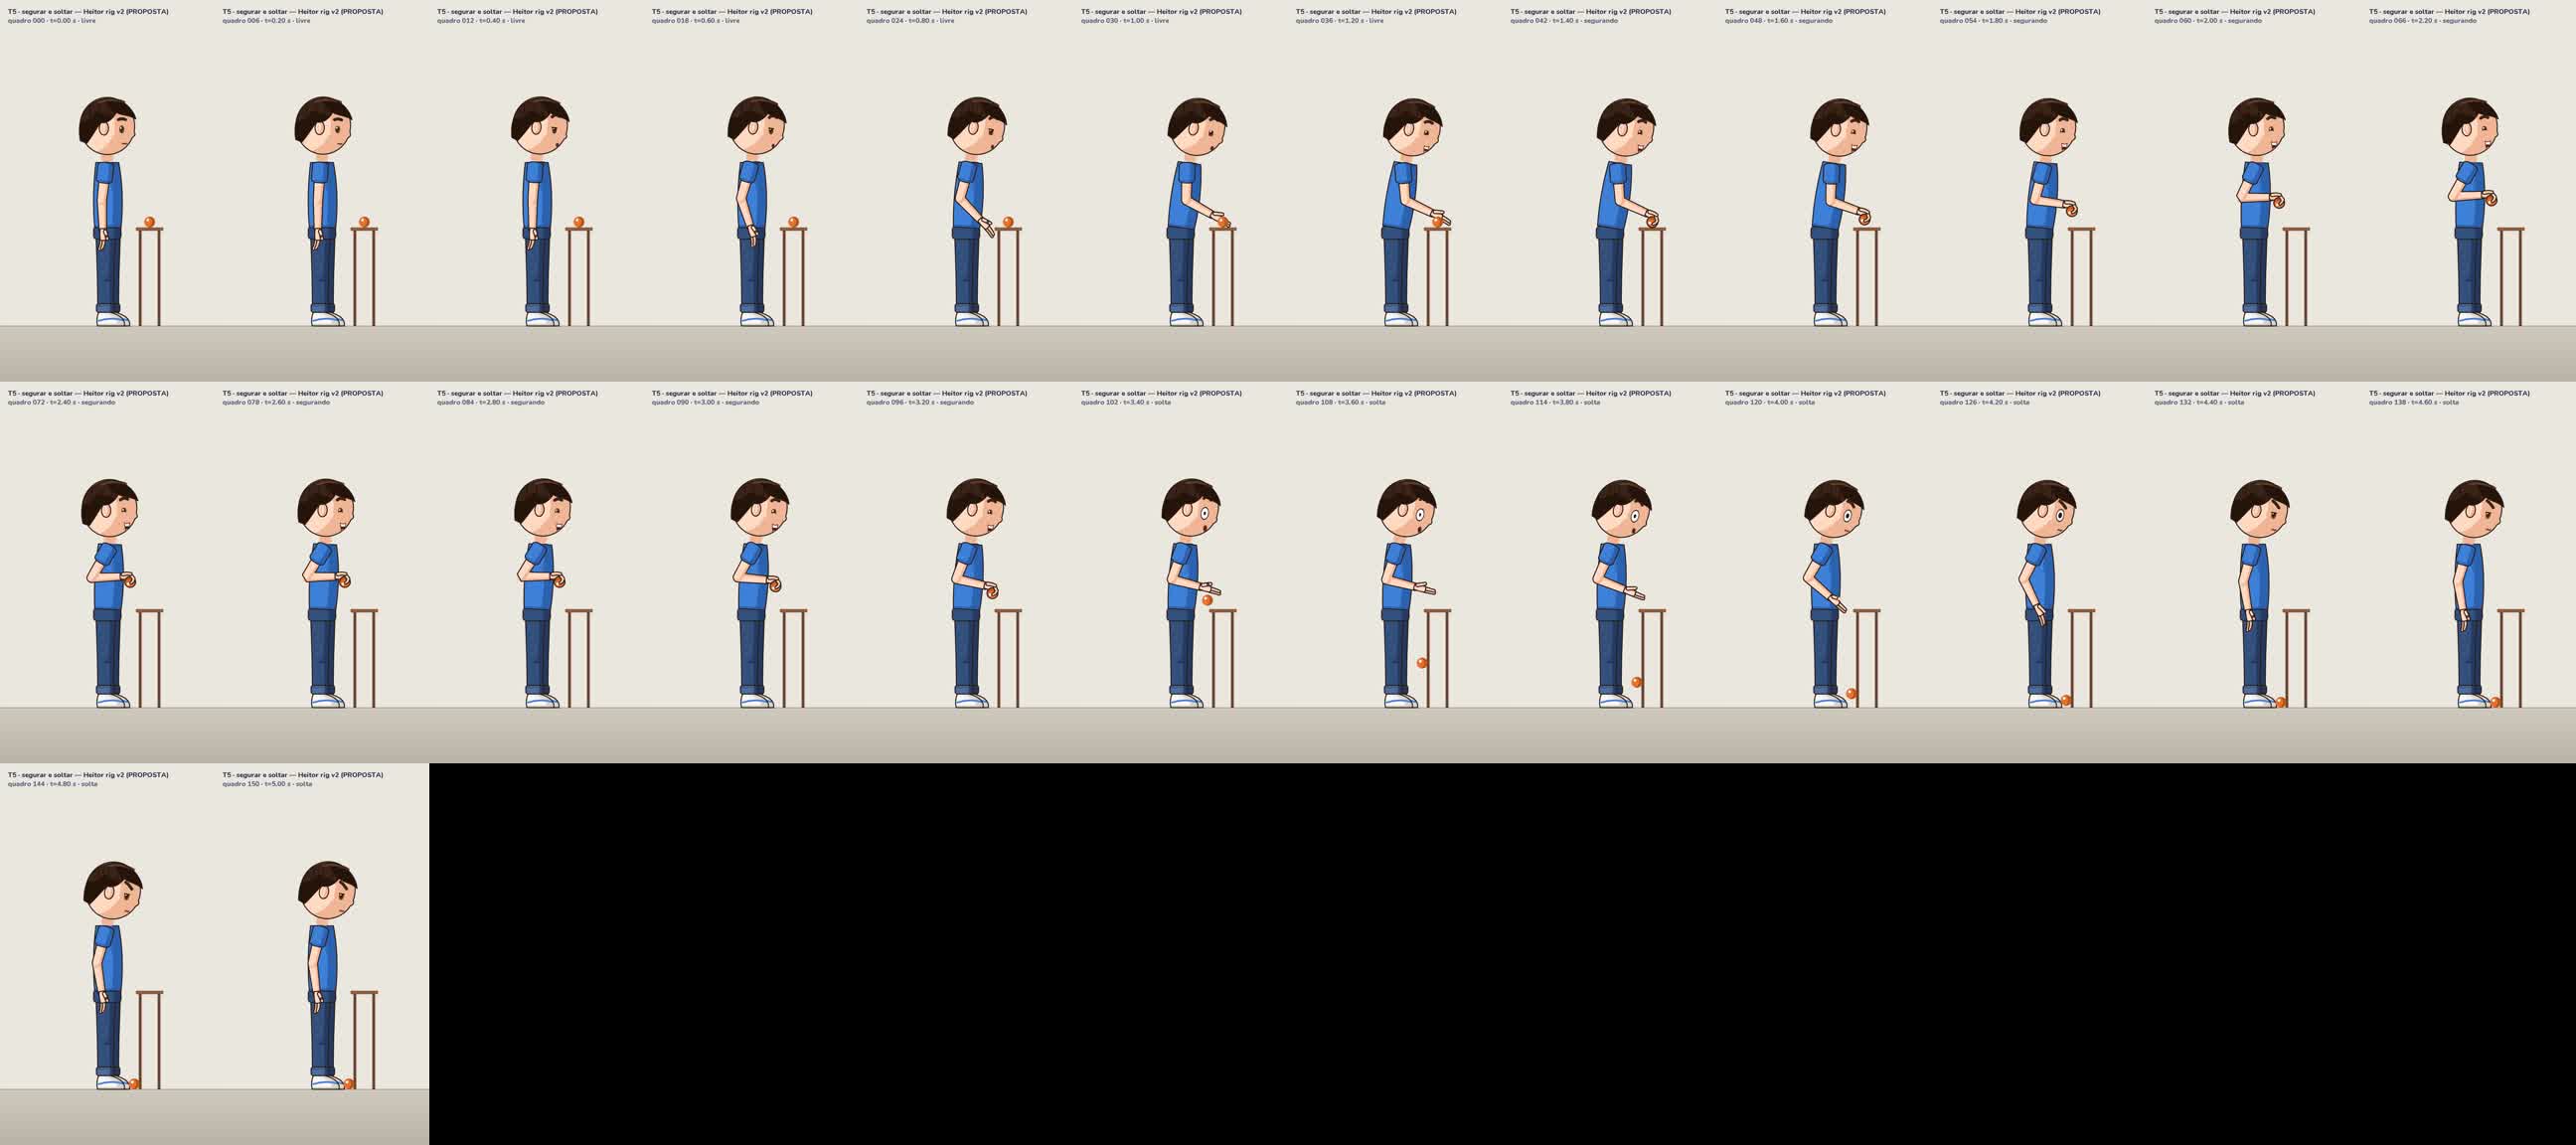 T5 - segurar e soltar — Heitor rig v2 (PROPOSTA)
quadro 000 - t=0.00 s - livre
T5 - segurar e soltar — Heitor rig v2 (PROPOSTA)
quadro 006 - t=0.20 s - livre
T5 - segurar e soltar — Heitor rig v2 (PROPOSTA)
quadro 012 - t=0.40 s - livre
T5 - segurar e soltar — Heitor rig v2 (PROPOSTA)
quadro 018 - t=0.60 s - livre
T5 - segurar e soltar — Heitor rig v2 (PROPOSTA)
quadro 024 - t=0.80 s - livre
T5 - segurar e soltar — Heitor rig v2 (PROPOSTA)
quadro 030 - t=1.00 s - livre
T5 - segurar e soltar — Heitor rig v2 (PROPOSTA)
quadro 036 - t=1.20 s - livre
T5 - segurar e soltar — Heitor rig v2 (PROPOSTA)
quadro 042 - t=1.40 s - segurando
T5 - segurar e soltar — Heitor rig v2 (PROPOSTA)
quadro 048 - t=1.60 s - segurando
T5 - segurar e soltar — Heitor rig v2 (PROPOSTA)
quadro 054 - t=1.80 s - segurando
T5 - segurar e soltar — Heitor rig v2 (PROPOSTA)
quadro 060 - t=2.00 s - segurando
T5 - segurar e soltar — Heitor rig v2 (PROPOSTA)
quadro 066 - t=2.20 s - segurando
T5 - segurar e soltar — Heitor rig v2 (PROPOSTA)
quadro 072 - t=2.40 s - segurando
T5 - segurar e soltar — Heitor rig v2 (PROPOSTA)
quadro 078 - t=2.60 s - segurando
T5 - segurar e soltar — Heitor rig v2 (PROPOSTA)
quadro 084 - t=2.80 s - segurando
T5 - segurar e soltar — Heitor rig v2 (PROPOSTA)
quadro 090 - t=3.00 s - segurando
T5 - segurar e soltar — Heitor rig v2 (PROPOSTA)
quadro 096 - t=3.20 s - segurando
T5 - segurar e soltar — Heitor rig v2 (PROPOSTA)
quadro 102 - t=3.40 s - solta
T5 - segurar e soltar — Heitor rig v2 (PROPOSTA)
quadro 108 - t=3.60 s - solta
T5 - segurar e soltar — Heitor rig v2 (PROPOSTA)
quadro 114 - t=3.80 s - solta
T5 - segurar e soltar — Heitor rig v2 (PROPOSTA)
quadro 120 - t=4.00 s - solta
T5 - segurar e soltar — Heitor rig v2 (PROPOSTA)
quadro 126 - t=4.20 s - solta
T5 - segurar e soltar — Heitor rig v2 (PROPOSTA)
quadro 132 - t=4.40 s - solta
T5 - segurar e soltar — Heitor rig v2 (PROPOSTA)
quadro 138 - t=4.60 s - solta
T5 - segurar e soltar — Heitor rig v2 (PROPOSTA)
quadro 144 - t=4.80 s - solta
T5 - segurar e soltar — Heitor rig v2 (PROPOSTA)
quadro 150 - t=5.00 s - solta